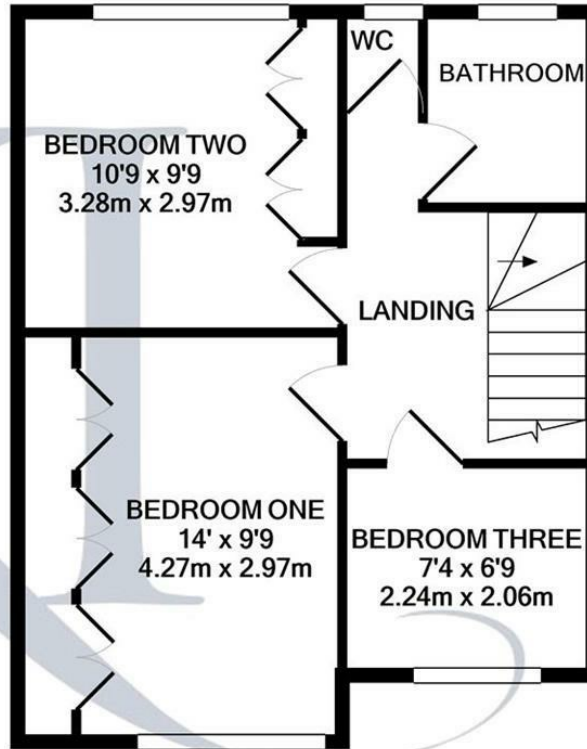 WC
BATHROOM
BEDROOM TWO
10'9 x 9'9
3.28m x 2.97m
LANDING
BEDROOM ONE
14' x 9'9
4.27m x 2.97m
BEDROOM THREE
7'4 x 6'9
2.24m x 2.06m